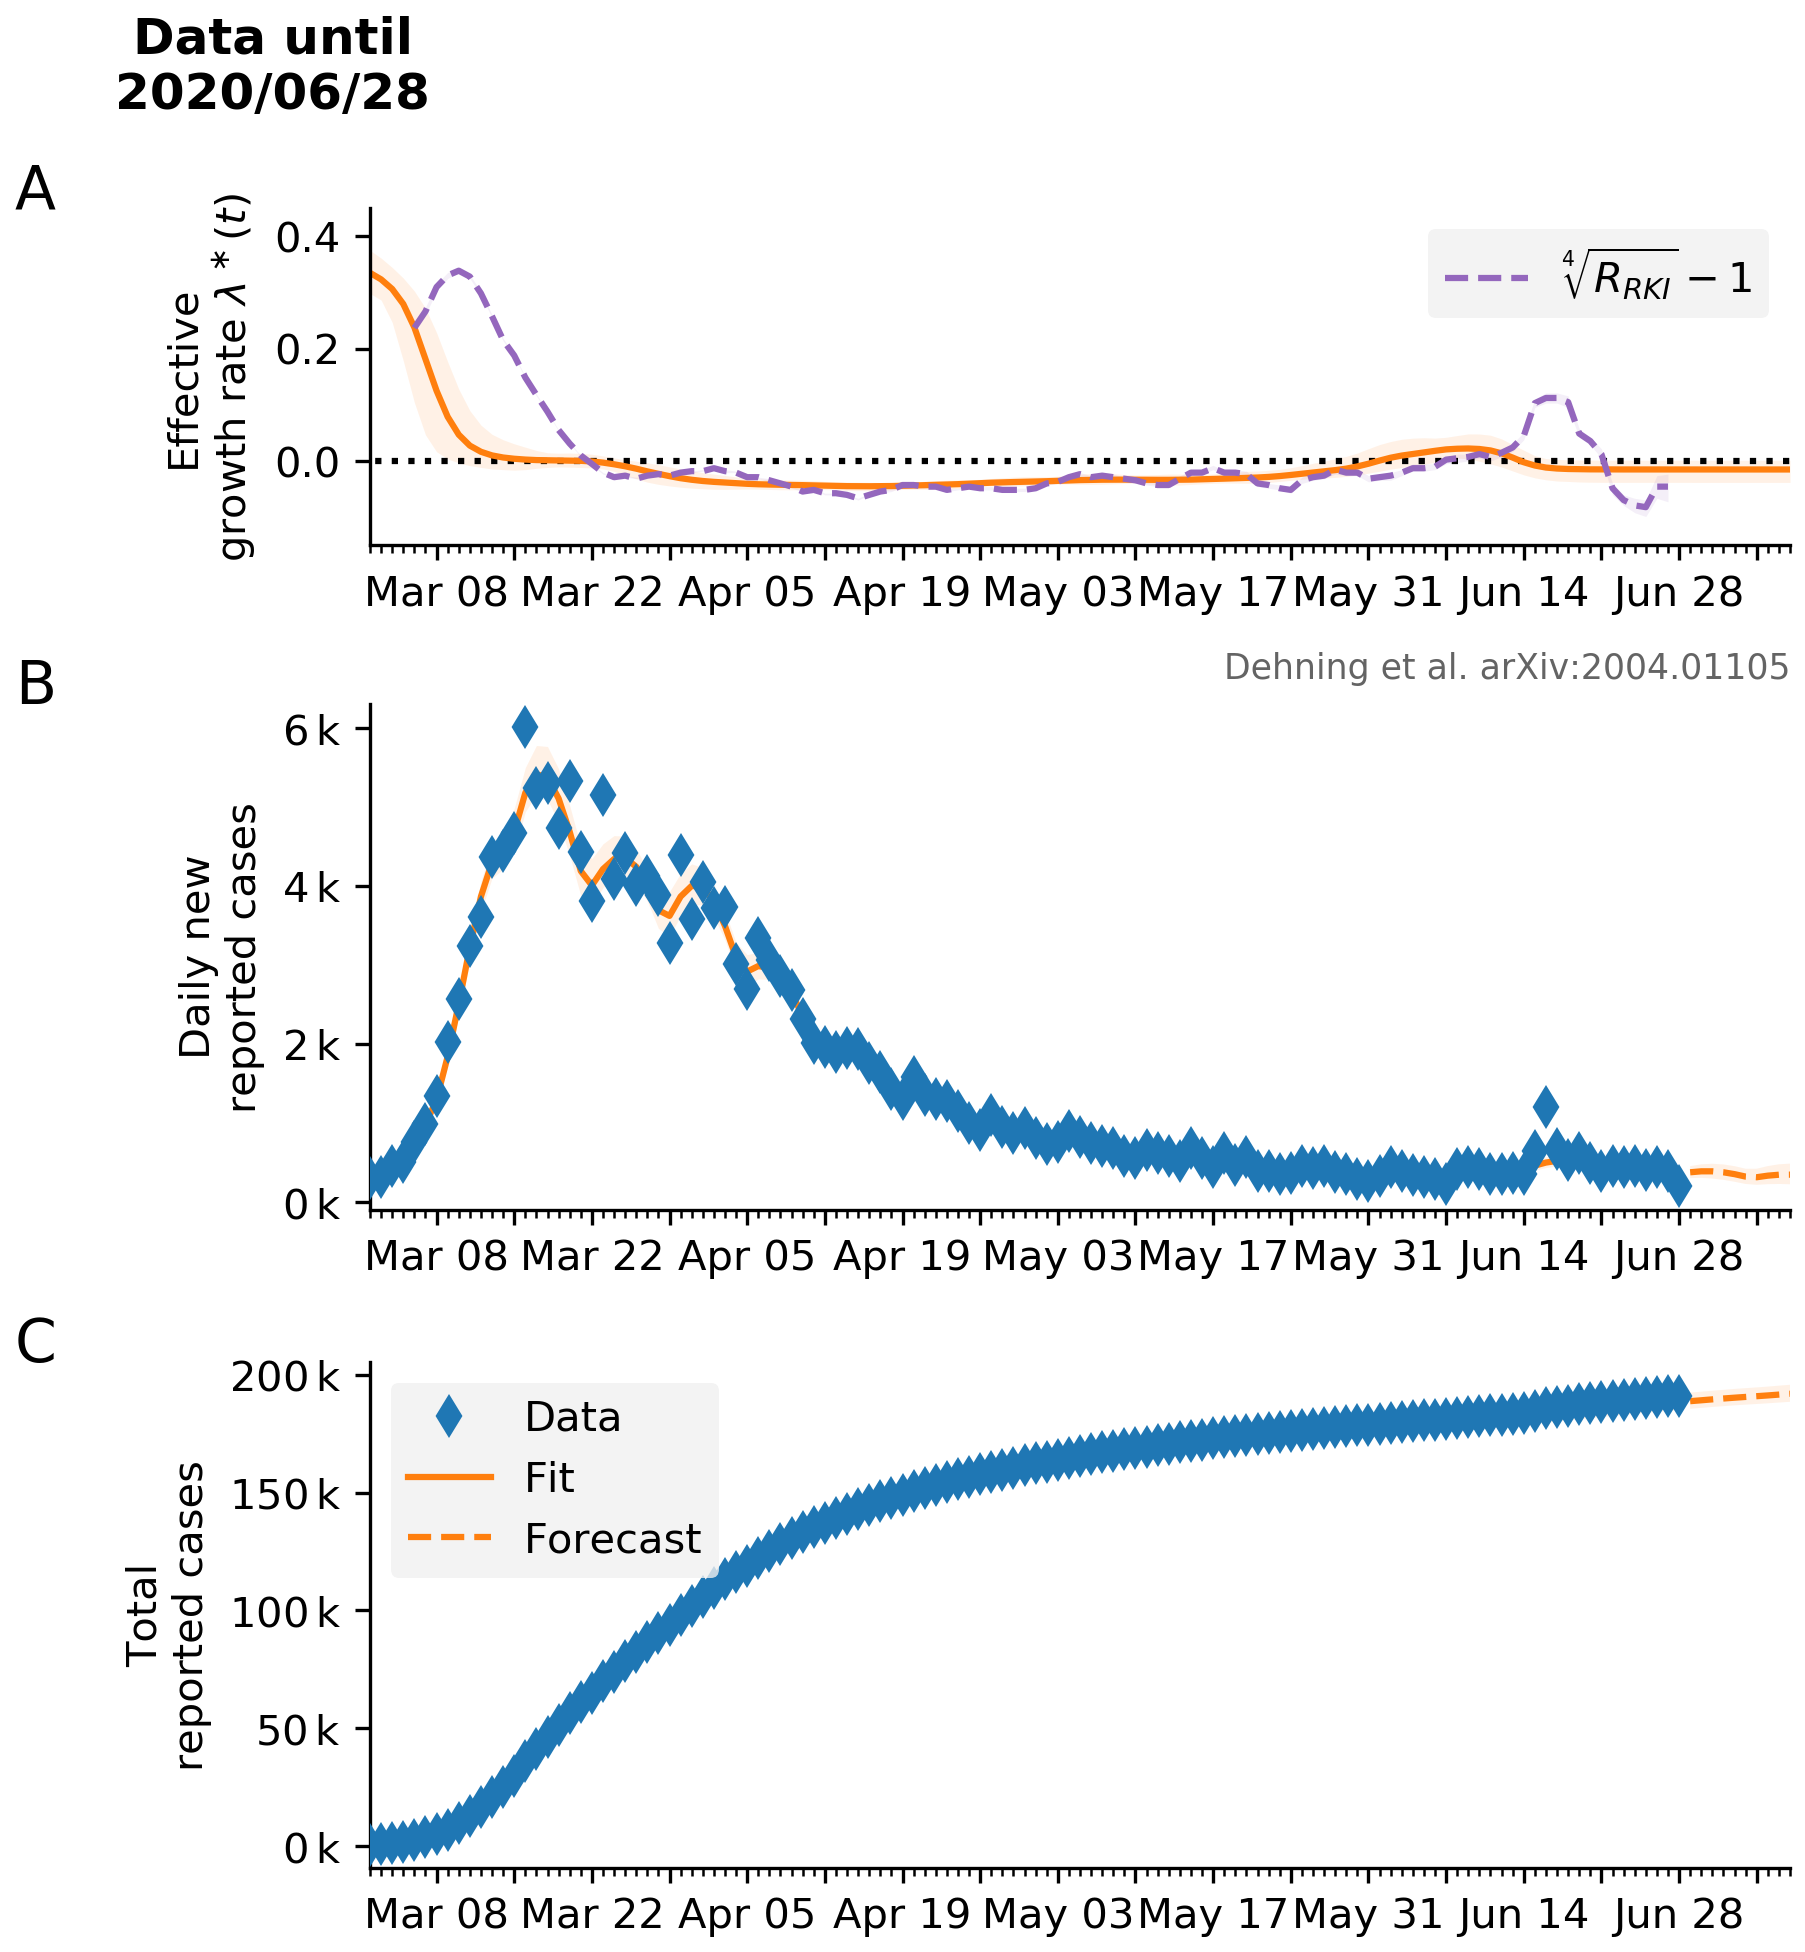 Data until
2020/06/28
A
Effective
growth rate λ * (t)
0.4
0.2
0.0
∜R_RKI − 1
Mar 08 Mar 22 Apr 05 Apr 19 May 03 May 17 May 31 Jun 14 Jun 28
B
Dehning et al. arXiv:2004.01105
Daily new
reported cases
6 k
4 k
2 k
0 k
Mar 08 Mar 22 Apr 05 Apr 19 May 03 May 17 May 31 Jun 14 Jun 28
C
Total
reported cases
200 k
150 k
100 k
50 k
0 k
Data
Fit
Forecast
Mar 08 Mar 22 Apr 05 Apr 19 May 03 May 17 May 31 Jun 14 Jun 28